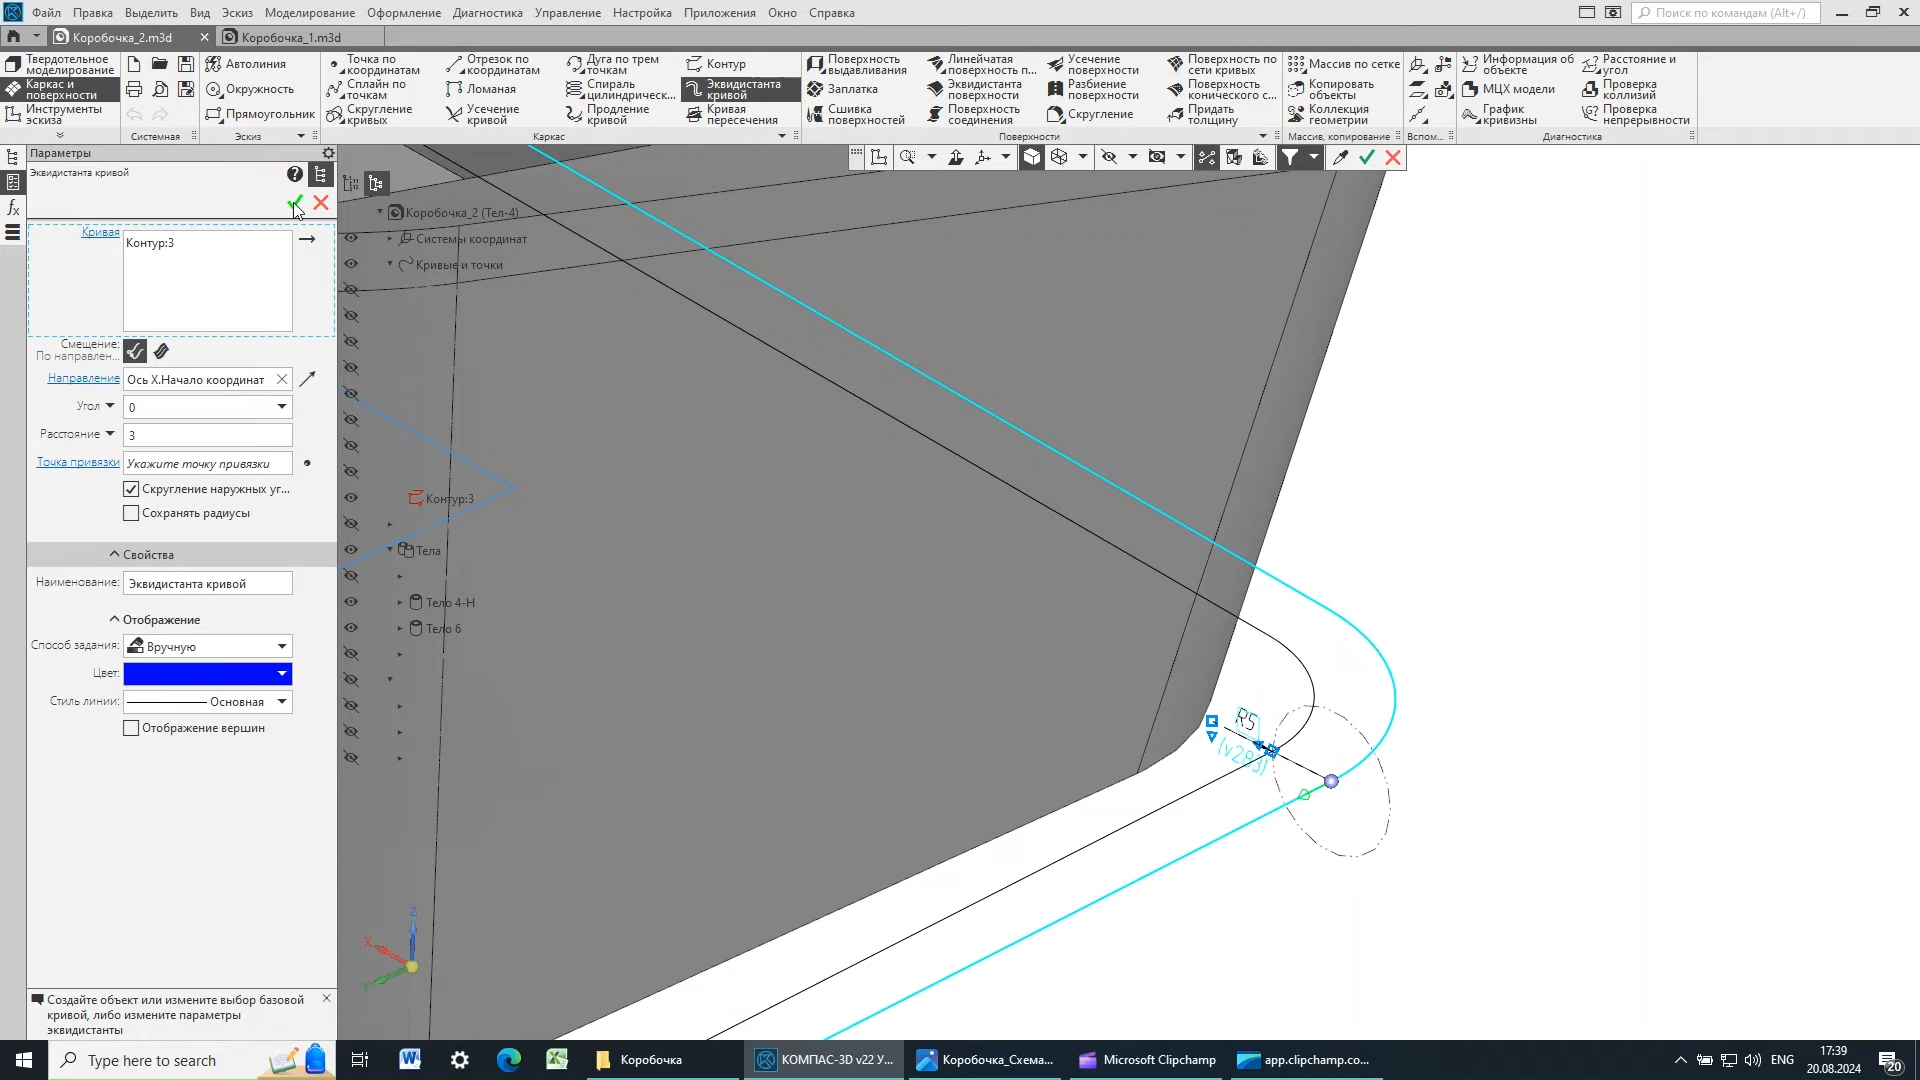 Файл Правка Выделить Вид Эскиз Моделирование Оформление Диагностика Управление Настройка Приложения Окно Справка
Поиск по командам (Alt+/)
Коробочка_2.m3d
Коробочка_1.m3d
Твердотельное моделирование
Каркас и поверхности
Инструменты эскиза
Системная
Автолиния
Окружность
Прямоугольник
Эскиз
Точка по координатам
Сплайн по точкам
Скругление кривых
Отрезок по координатам
Ломаная
Усечение кривой
Дуга по трем точкам
Спираль цилиндрическ...
Продление кривой
Контур
Эквидистанта кривой
Кривая пересечения
Каркас
Поверхность выдавливания
Заплатка
Сшивка поверхностей
Линейчатая поверхность п...
Эквидистанта поверхности
Поверхность соединения
Усечение поверхности
Разбиение поверхности
Скругление
Поверхность по сети кривых
Поверхность конического с...
Придать толщину
Поверхности
Массив по сетке
Копировать объекты
Коллекция геометрии
Массив, копирование
Вспом...
Информация об объекте
МЦХ модели
График кривизны
Расстояние и угол
Проверка коллизий
Проверка непрерывности
Диагностика
Параметры
Эквидистанта кривой
Кривая
Контур:3
Смещение:
По направлен...
Направление Ось X.Начало координат
Угол 0
Расстояние 3
Точка привязки Укажите точку привязки
Скругление наружных уг...
Сохранять радиусы
Свойства
Наименование: Эквидистанта кривой
Отображение
Способ задания: Вручную
Цвет:
Стиль линии: Основная
Отображение вершин
Создайте объект или измените выбор базовой
кривой, либо измените параметры
эквидистанты
Коробочка_2 (Тел-4)
Системы координат
Кривые и точки
Контур:3
Тела
Тело 4-Н
Тело 6
R5
(v283)
Z
X
Y
Type here to search
Коробочка
КОМПАС-3D v22 У...
Коробочка_Схема...
Microsoft Clipchamp
app.clipchamp.co...
ENG
17:39
20.08.2024
20